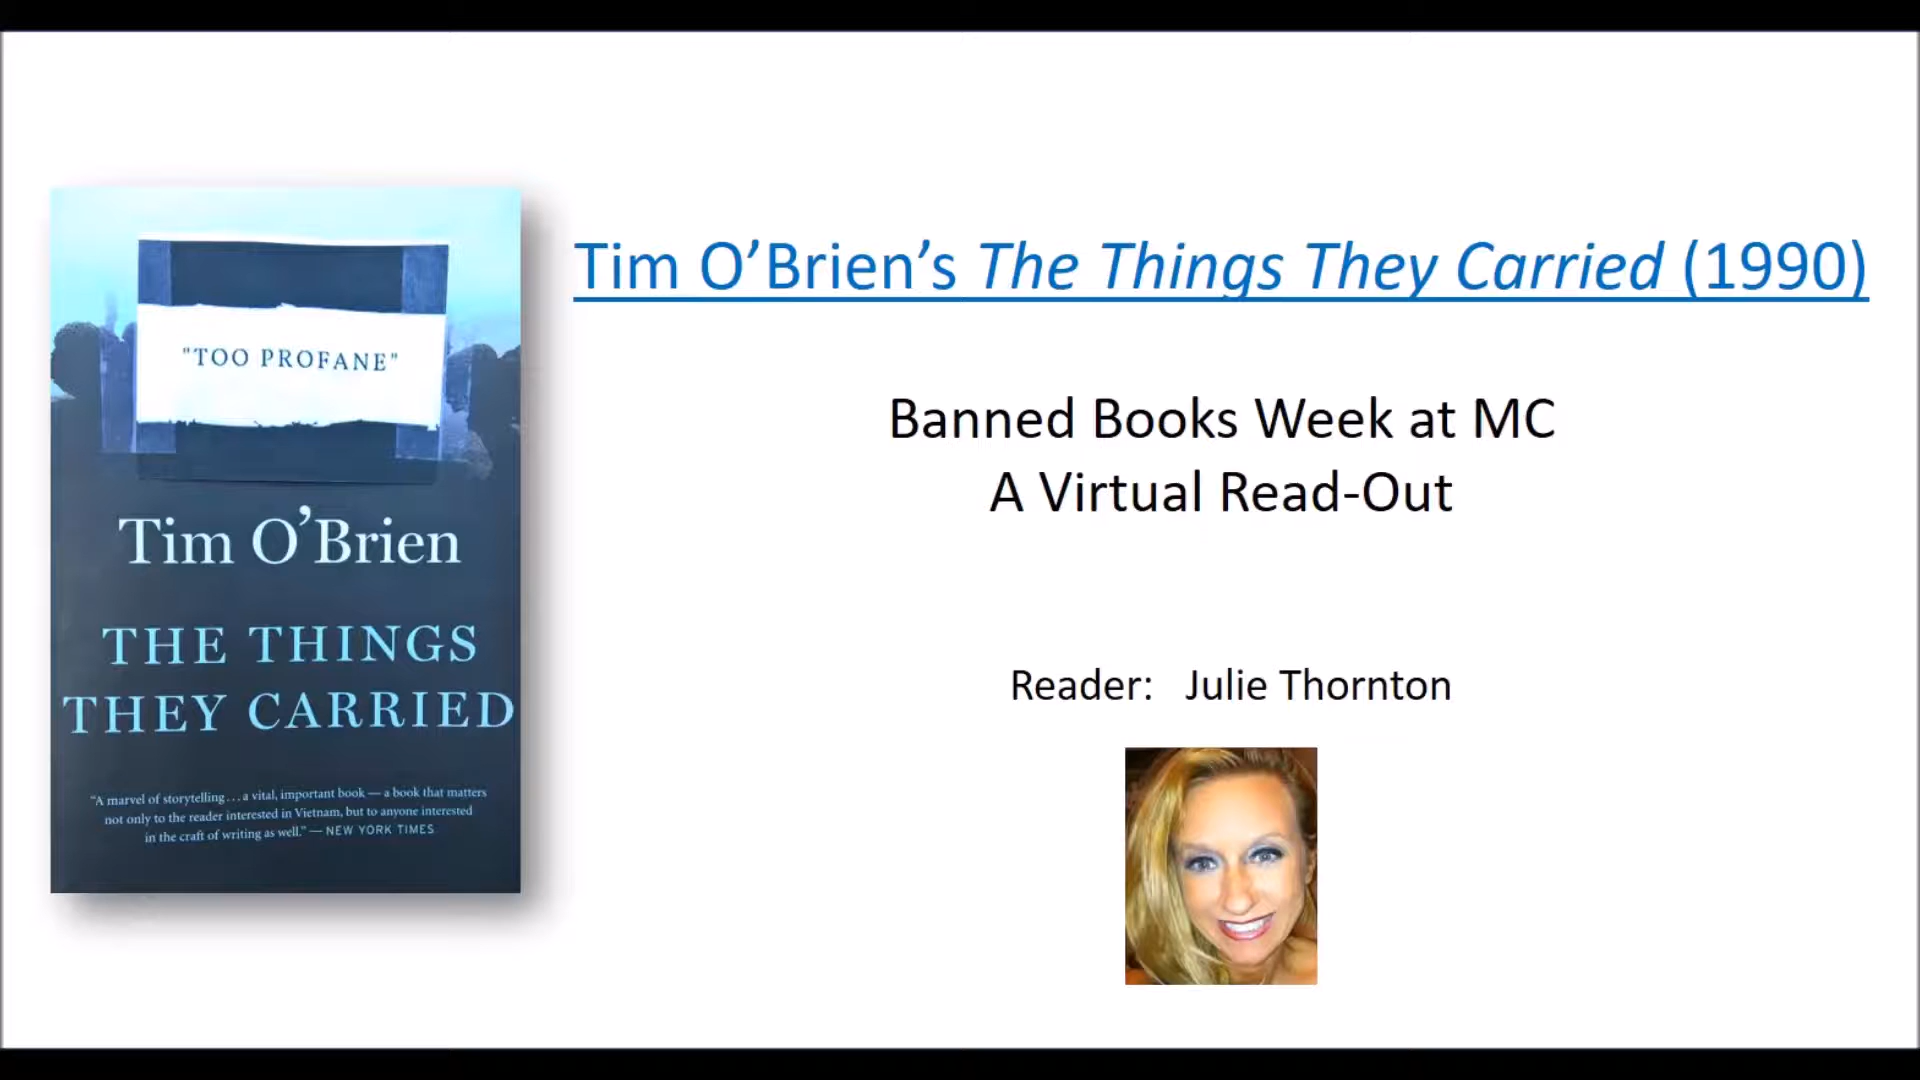 "TOO PROFANE"
Tim O’Brien
THE THINGS
THEY CARRIED
“A marvel of storytelling . . . a vital, important book — a book that matters
not only to the reader interested in Vietnam, but to anyone interested
in the craft of writing as well.” — NEW YORK TIMES
Tim O’Brien’s The Things They Carried (1990)
Banned Books Week at MC
A Virtual Read-Out
Reader: Julie Thornton